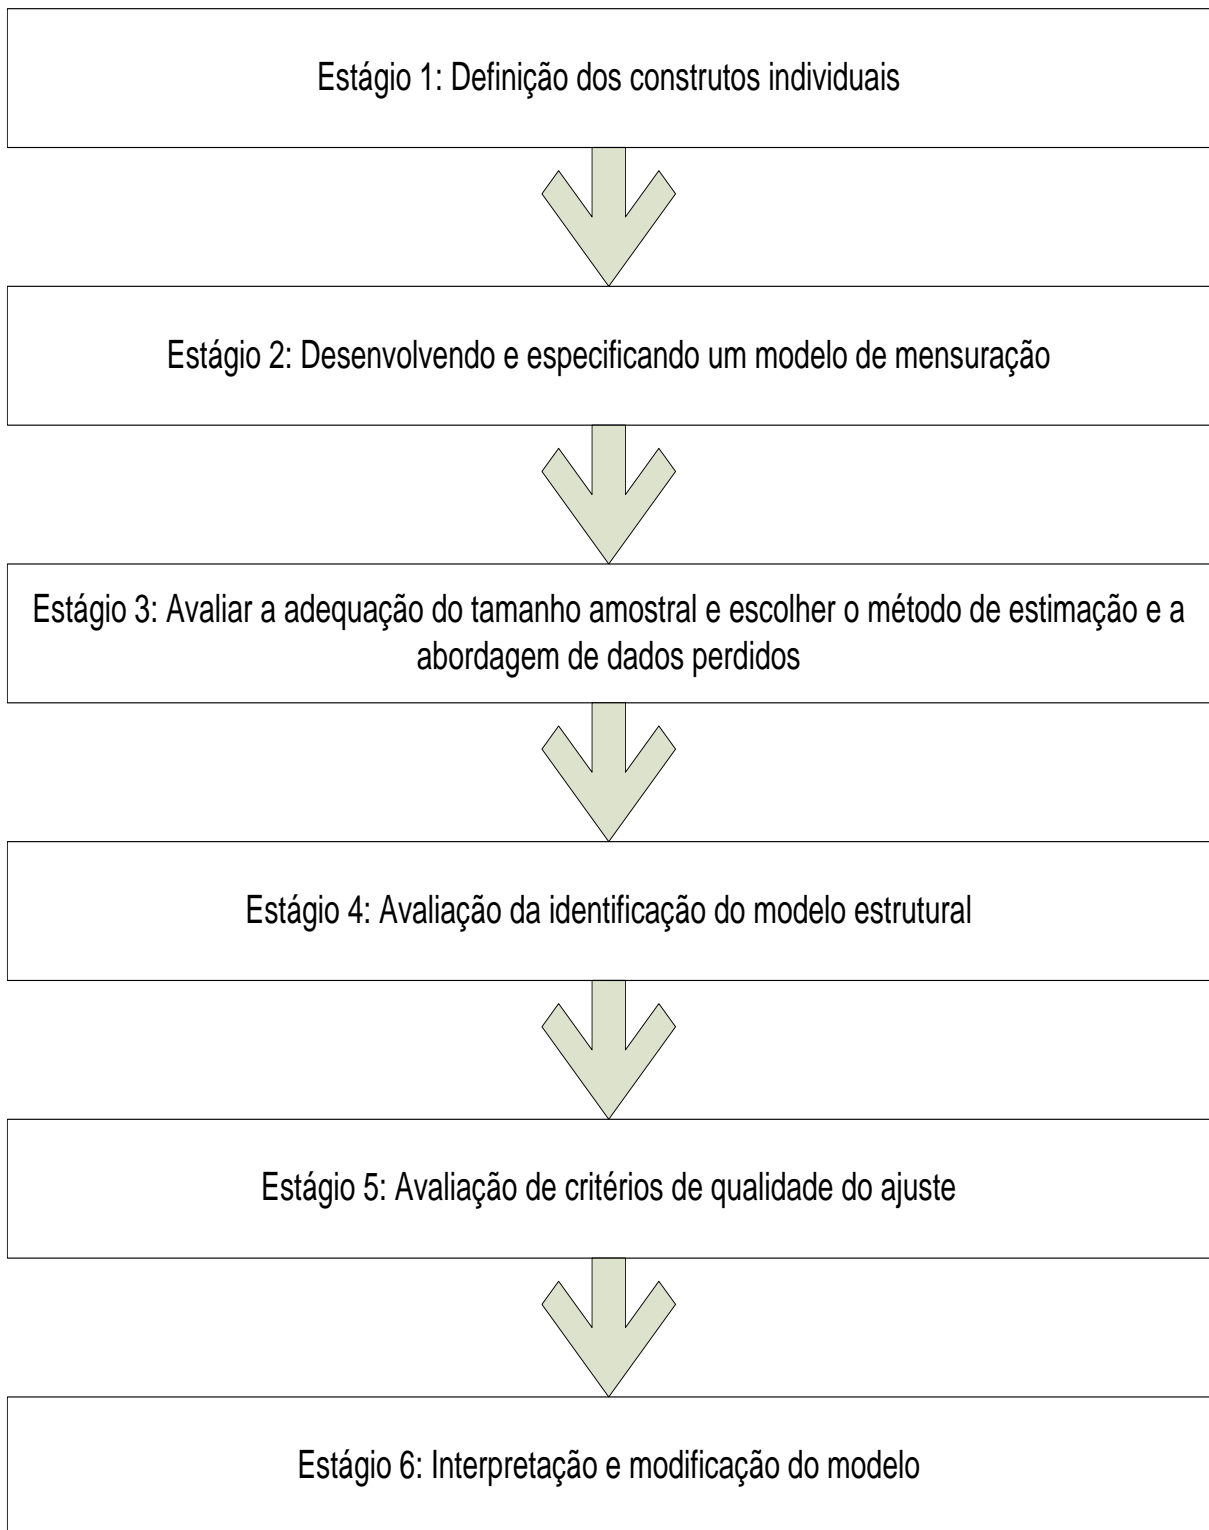 Estágio 1: Definição dos construtos individuais
Estágio 2: Desenvolvendo e especificando um modelo de mensuração
Estágio 3: Avaliar a adequação do tamanho amostral e escolher o método de estimação e a
abordagem de dados perdidos
Estágio 4: Avaliação da identificação do modelo estrutural
Estágio 5: Avaliação de critérios de qualidade do ajuste
Estágio 6: Interpretação e modificação do modelo